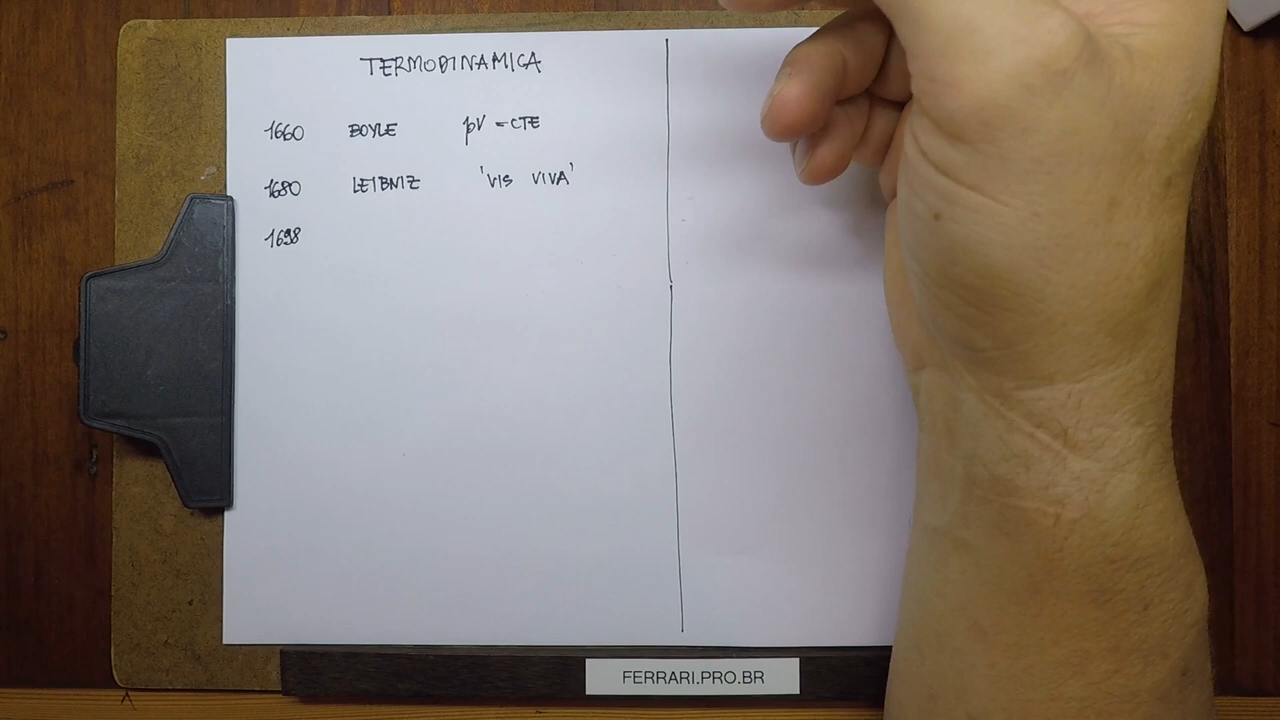 TERMODINAMICA
1660 BOYLE pV = CTE
1680 LEIBNIZ 'VIS VIVA'
1698
FERRARI.PRO.BR